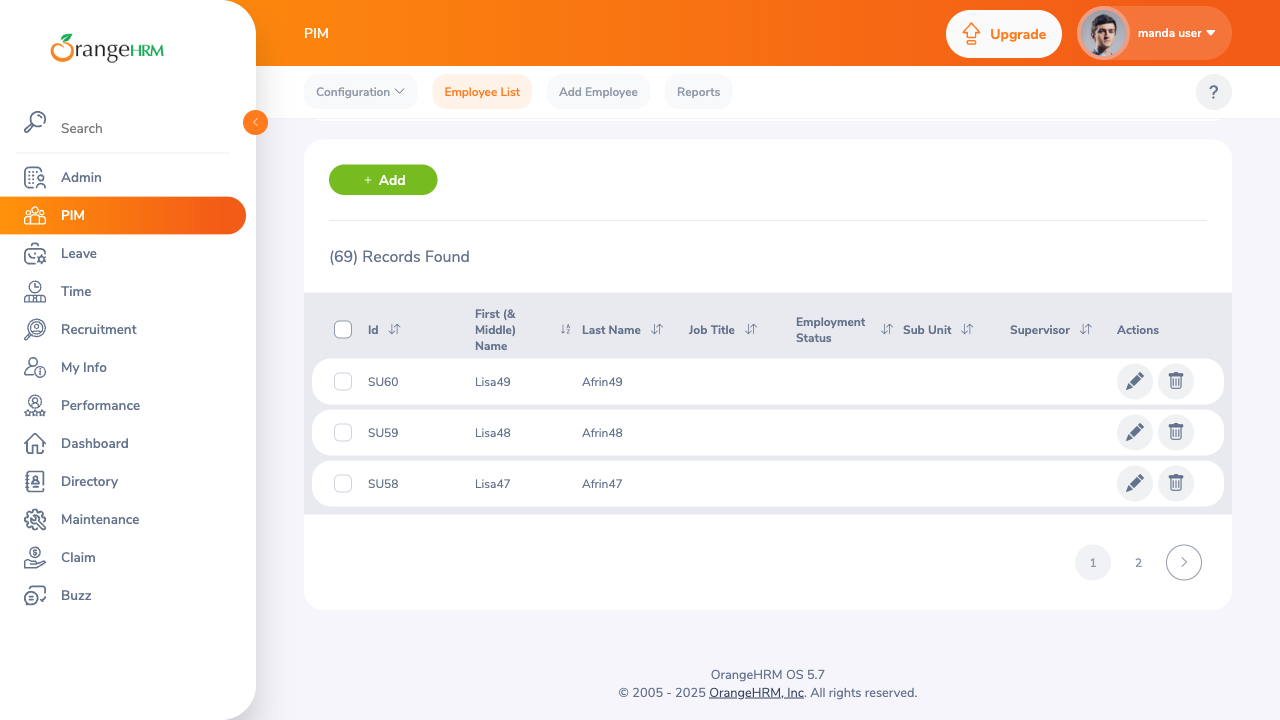 OrangeHRM
Search
Admin
PIM
Leave
Time
Recruitment
My Info
Performance
Dashboard
Directory
Maintenance
Claim
Buzz
PIM
Upgrade
manda user
Configuration
Employee List
Add Employee
Reports
?
+ Add
(69) Records Found
Id
First (& Middle) Name
Last Name
Job Title
Employment Status
Sub Unit
Supervisor
Actions
SU60 Lisa49 Afrin49
SU59 Lisa48 Afrin48
SU58 Lisa47 Afrin47
1 2
OrangeHRM OS 5.7
© 2005 - 2025 OrangeHRM, Inc. All rights reserved.